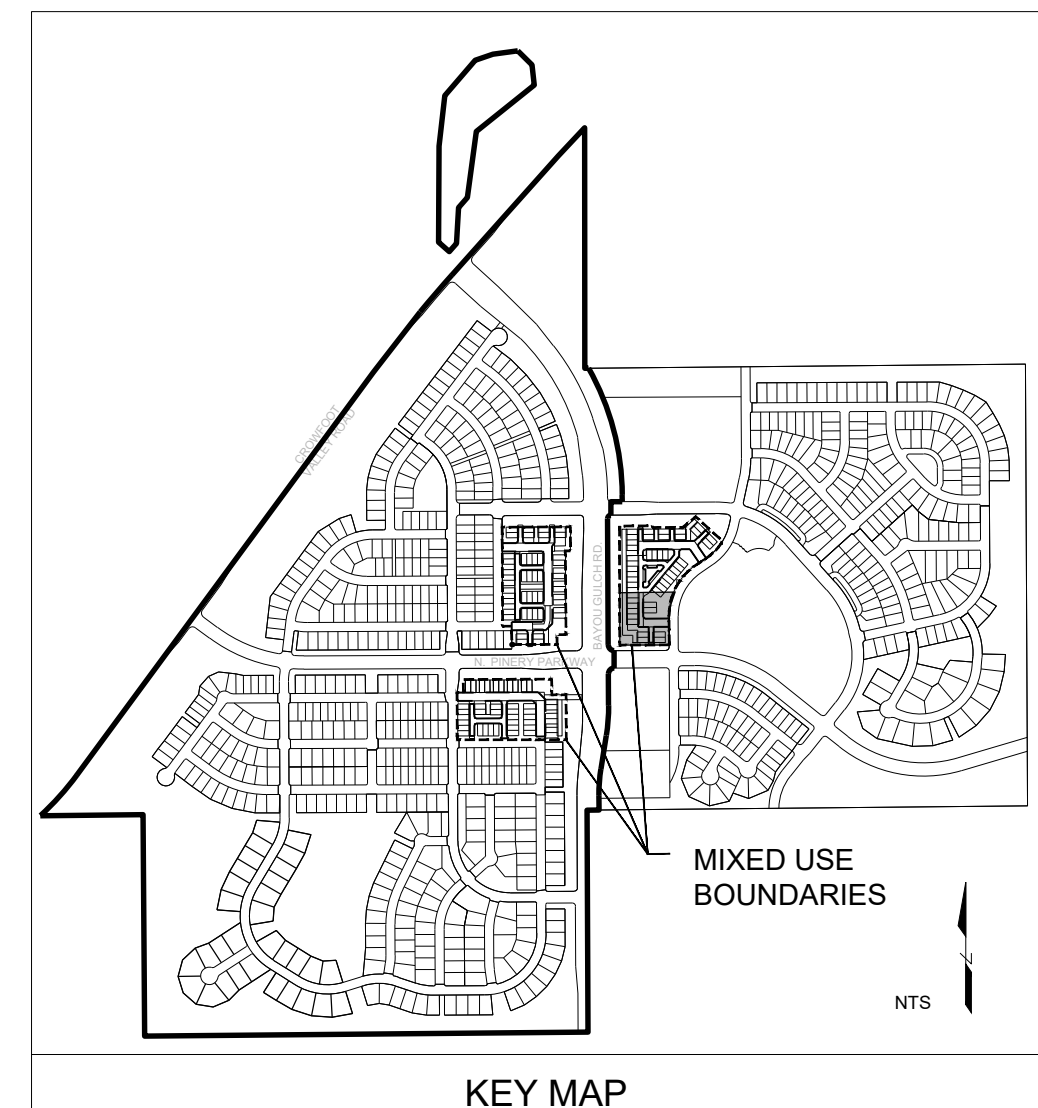 CROWFOOT
VALLEY ROAD
BAYOU GULCH RD.
N. PINERY PARKWAY
MIXED USE
BOUNDARIES
NTS
KEY MAP